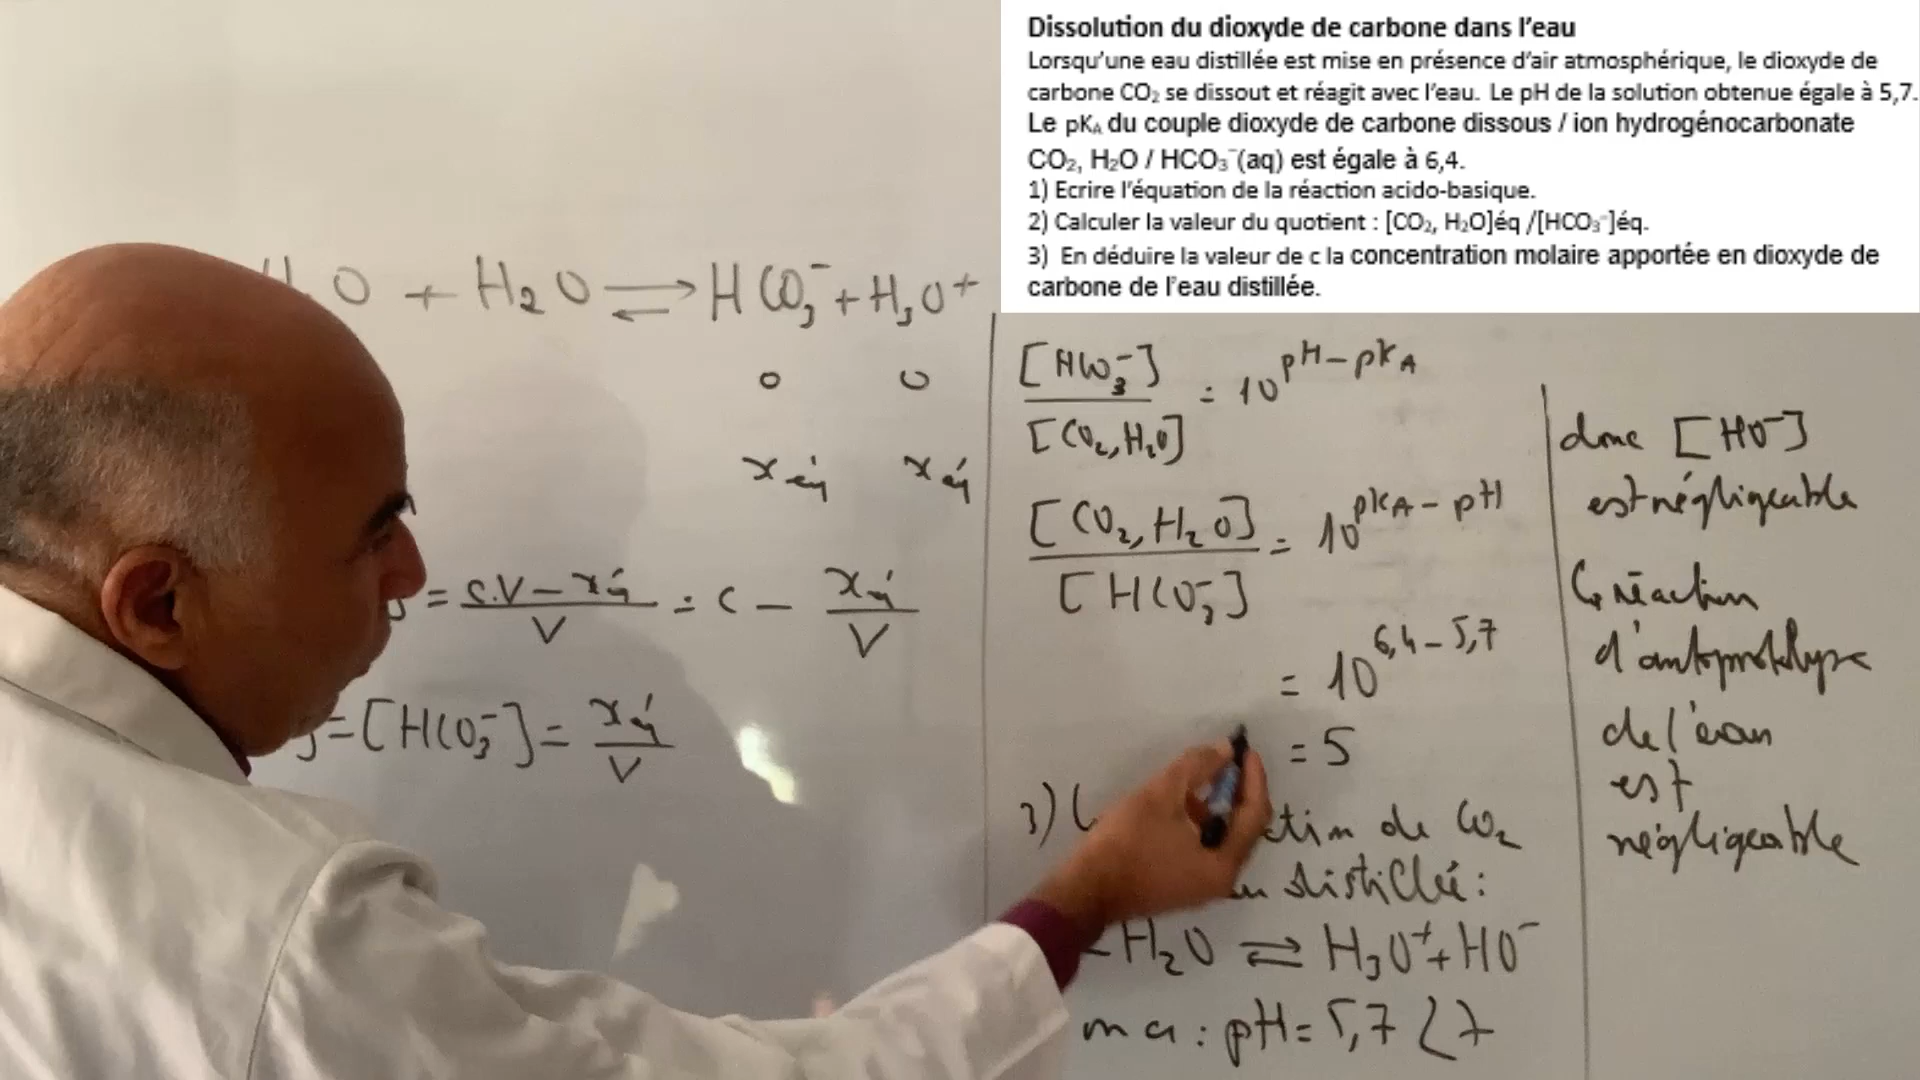 Dissolution du dioxyde de carbone dans l'eau
Lorsqu'une eau distillée est mise en présence d'air atmosphérique, le dioxyde de
carbone CO₂ se dissout et réagit avec l'eau. Le pH de la solution obtenue égale à 5,7.
Le pKA du couple dioxyde de carbone dissous / ion hydrogénocarbonate
CO₂, H₂O / HCO₃⁻(aq) est égale à 6,4.
1) Ecrire l'équation de la réaction acido-basique.
2) Calculer la valeur du quotient : [CO₂, H₂O]éq /[HCO₃⁻]éq.
3) En déduire la valeur de c la concentration molaire apportée en dioxyde de
carbone de l'eau distillée.
O + H₂O ⇌ HCO₃⁻ + H₃O⁺
0 0
xéq xéq
= (c.V − xéq)/V = c − xéq/V
] = [HCO₃⁻] = xéq/V
[HCO₃⁻]/[CO₂,H₂O] = 10^(pH − pKA)
[CO₂,H₂O]/[HCO₃⁻] = 10^(pKA − pH)
= 10^(6,4 − 5,7)
= 5
3)
de CO₂
distillée :
H₂O ⇌ H₃O⁺ + HO⁻
on a : pH = 5,7 < 7
donc [HO⁻]
est négligeable
réaction
d'autoprotolyse
de l'eau
est
négligeable